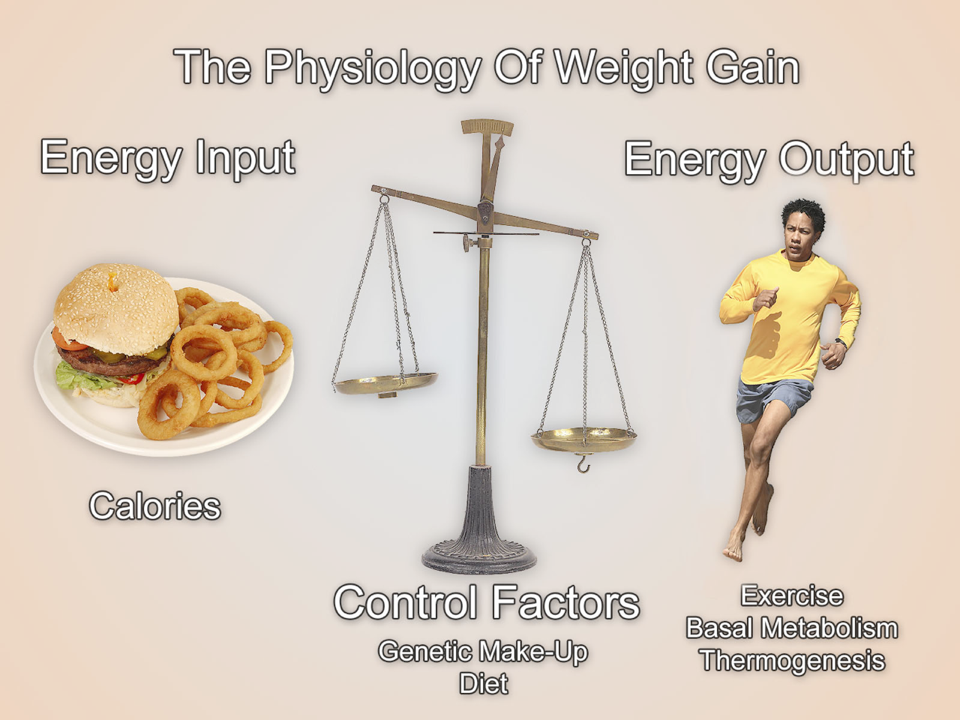 The Physiology Of Weight Gain
Energy Input
Energy Output
Calories
Control Factors
Genetic Make-Up
Diet
Exercise
Basal Metabolism
Thermogenesis